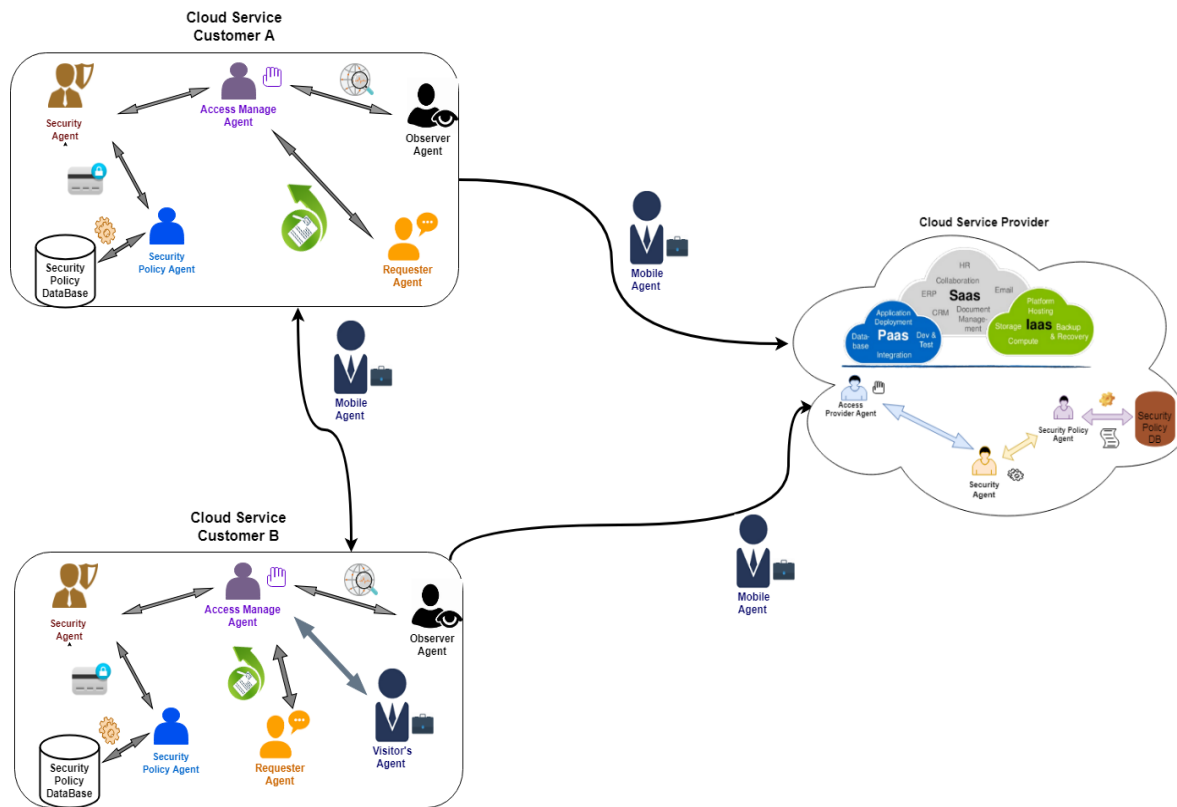 Cloud Service
Customer A
Security
Agent
Access Manage
Agent
Observer
Agent
Security
Policy Agent
Security
Policy
DataBase
Requester
Agent
Mobile
Agent
Mobile
Agent
Cloud Service Provider
HR
Collaboration
ERP
Saas
Email
CRM
Document
Manage-
ment
Application
Deployment
Data-
base
Paas
Dev &
Test
Integration
Platform
Hosting
Storage
Iaas
Backup
& Recovery
Compute
Access
Provider Agent
Security Policy
Agent
Security
Policy
DB
Security
Agent
Mobile
Agent
Cloud Service
Customer B
Security
Agent
Access Manage
Agent
Observer
Agent
Security
Policy Agent
Security
Policy
DataBase
Requester
Agent
Visitor's
Agent